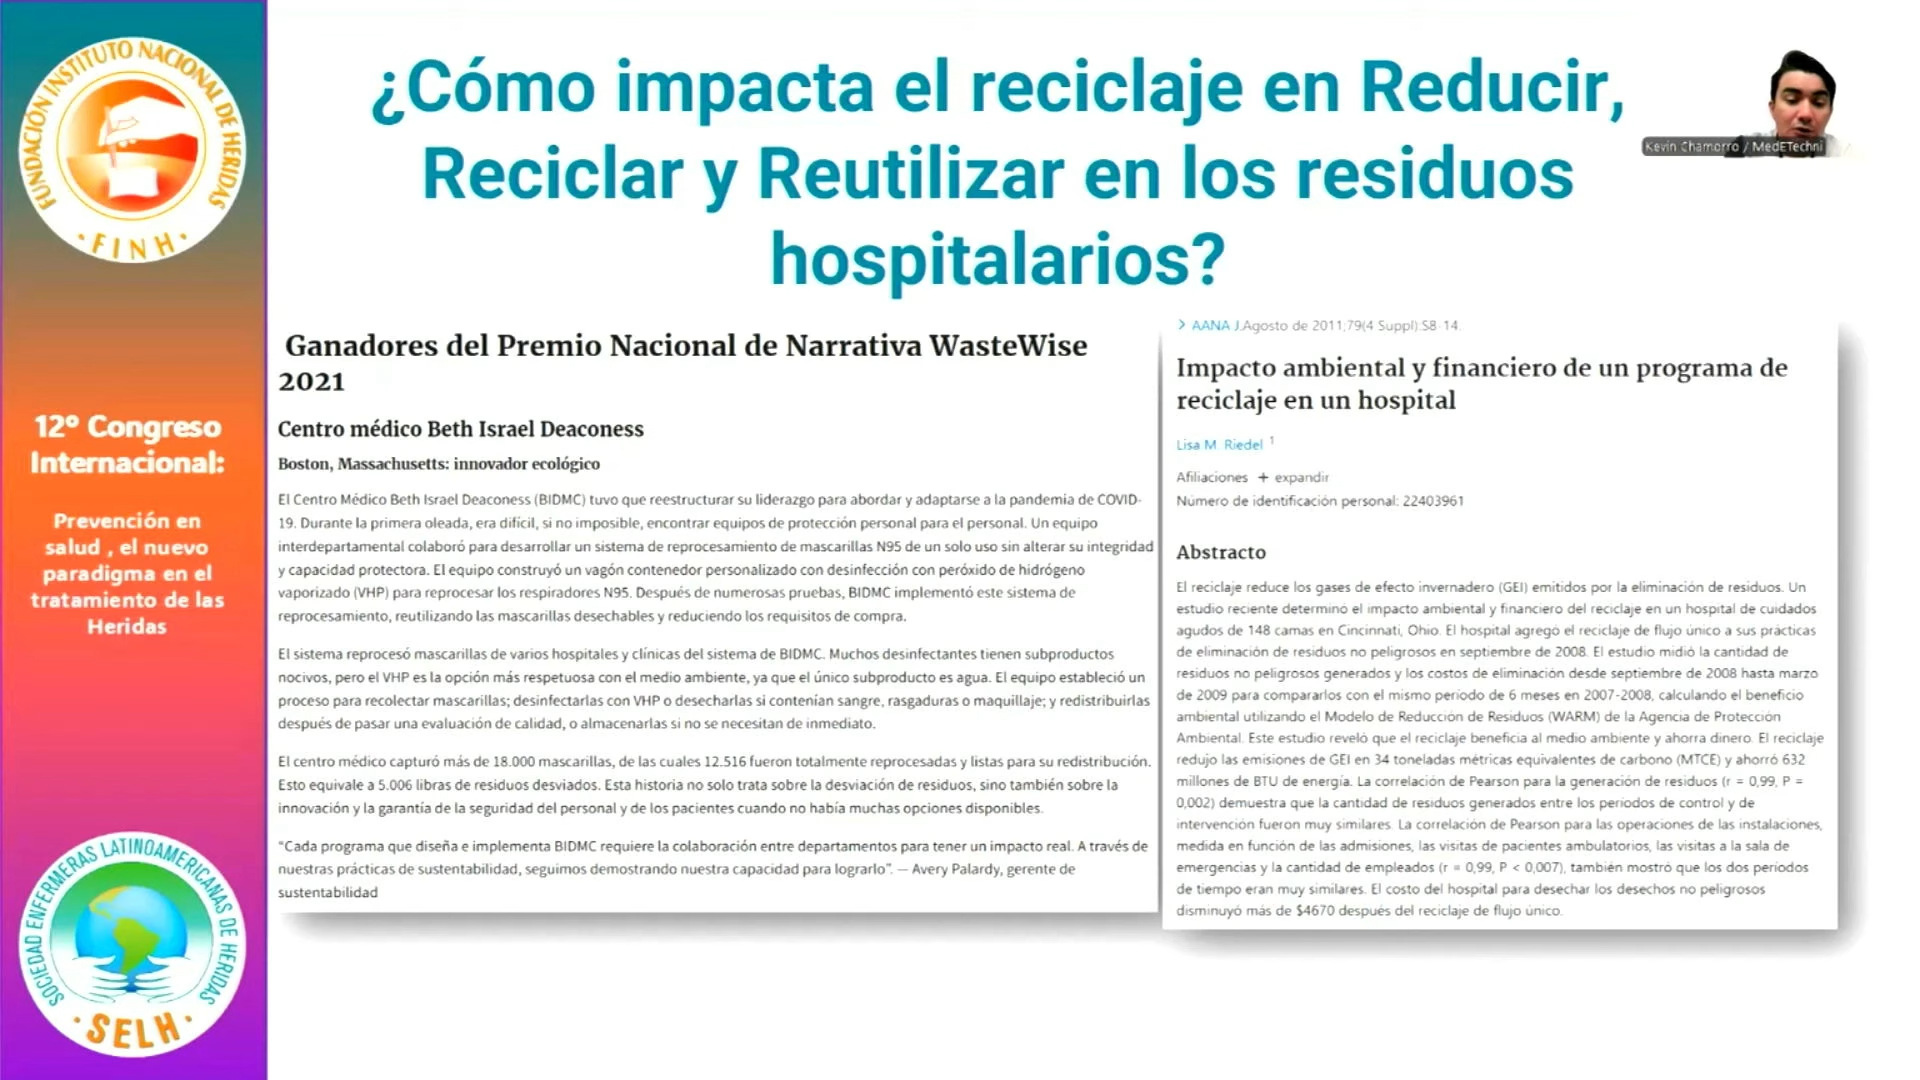 FUNDACIÓN INSTITUTO NACIONAL DE HERIDAS
· FINH ·
12º Congreso
Internacional:
Prevención en
salud , el nuevo
paradigma en el
tratamiento de las
Heridas
SOCIEDAD ENFERMERAS LATINOAMERICANAS DE HERIDAS
· SELH ·
¿Cómo impacta el reciclaje en Reducir,
Reciclar y Reutilizar en los residuos
hospitalarios?
Kevin Chamorro / MedETechni
Ganadores del Premio Nacional de Narrativa WasteWise
2021
Centro médico Beth Israel Deaconess
Boston, Massachusetts: innovador ecológico
El Centro Médico Beth Israel Deaconess (BIDMC) tuvo que reestructurar su liderazgo para abordar y adaptarse a la pandemia de COVID-
19. Durante la primera oleada, era difícil, si no imposible, encontrar equipos de protección personal para el personal. Un equipo
interdepartamental colaboró para desarrollar un sistema de reprocesamiento de mascarillas N95 de un solo uso sin alterar su integridad
y capacidad protectora. El equipo construyó un vagón contenedor personalizado con desinfección con peróxido de hidrógeno
vaporizado (VHP) para reprocesar los respiradores N95. Después de numerosas pruebas, BIDMC implementó este sistema de
reprocesamiento, reutilizando las mascarillas desechables y reduciendo los requisitos de compra.
El sistema reprocesó mascarillas de varios hospitales y clínicas del sistema de BIDMC. Muchos desinfectantes tienen subproductos
nocivos, pero el VHP es la opción más respetuosa con el medio ambiente, ya que el único subproducto es agua. El equipo estableció un
proceso para recolectar mascarillas; desinfectarlas con VHP o desecharlas si contenían sangre, rasgaduras o maquillaje; y redistribuirlas
después de pasar una evaluación de calidad, o almacenarlas si no se necesitan de inmediato.
El centro médico capturó más de 18.000 mascarillas, de las cuales 12.516 fueron totalmente reprocesadas y listas para su redistribución.
Esto equivale a 5.006 libras de residuos desviados. Esta historia no solo trata sobre la desviación de residuos, sino también sobre la
innovación y la garantía de la seguridad del personal y de los pacientes cuando no había muchas opciones disponibles.
“Cada programa que diseña e implementa BIDMC requiere la colaboración entre departamentos para tener un impacto real. A través de
nuestras prácticas de sustentabilidad, seguimos demostrando nuestra capacidad para lograrlo”. — Avery Palardy, gerente de
sustentabilidad
> AANA J.Agosto de 2011;79(4 Suppl):S8-14.
Impacto ambiental y financiero de un programa de
reciclaje en un hospital
Lisa M. Riedel 1
Afiliaciones + expandir
Número de identificación personal: 22403961
Abstracto
El reciclaje reduce los gases de efecto invernadero (GEI) emitidos por la eliminación de residuos. Un
estudio reciente determinó el impacto ambiental y financiero del reciclaje en un hospital de cuidados
agudos de 148 camas en Cincinnati, Ohio. El hospital agregó el reciclaje de flujo único a sus prácticas
de eliminación de residuos no peligrosos en septiembre de 2008. El estudio midió la cantidad de
residuos no peligrosos generados y los costos de eliminación desde septiembre de 2008 hasta marzo
de 2009 para compararlos con el mismo período de 6 meses en 2007-2008, calculando el beneficio
ambiental utilizando el Modelo de Reducción de Residuos (WARM) de la Agencia de Protección
Ambiental. Este estudio reveló que el reciclaje beneficia al medio ambiente y ahorra dinero. El reciclaje
redujo las emisiones de GEI en 34 toneladas métricas equivalentes de carbono (MTCE) y ahorró 632
millones de BTU de energía. La correlación de Pearson para la generación de residuos (r = 0,99, P =
0,002) demuestra que la cantidad de residuos generados entre los períodos de control y de
intervención fueron muy similares. La correlación de Pearson para las operaciones de las instalaciones,
medida en función de las admisiones, las visitas de pacientes ambulatorios, las visitas a la sala de
emergencias y la cantidad de empleados (r = 0,99, P < 0,007), también mostró que los dos períodos
de tiempo eran muy similares. El costo del hospital para desechar los desechos no peligrosos
disminuyó más de $4670 después del reciclaje de flujo único.